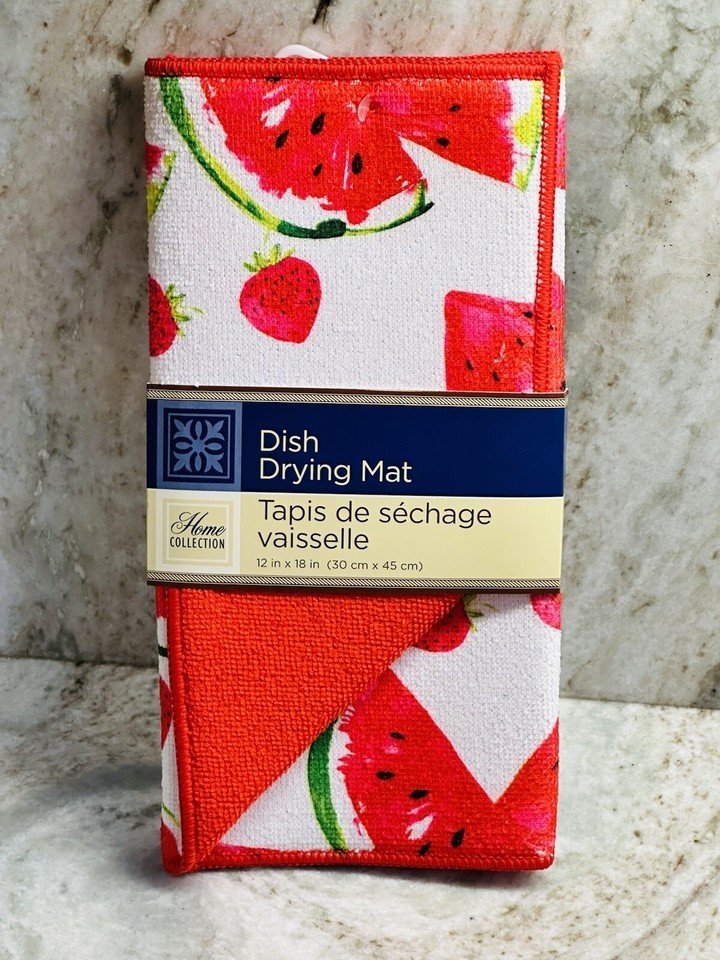 Dish
Drying Mat
Home
COLLECTION
Tapis de séchage
vaisselle
12 in x 18 in (30 cm x 45 cm)